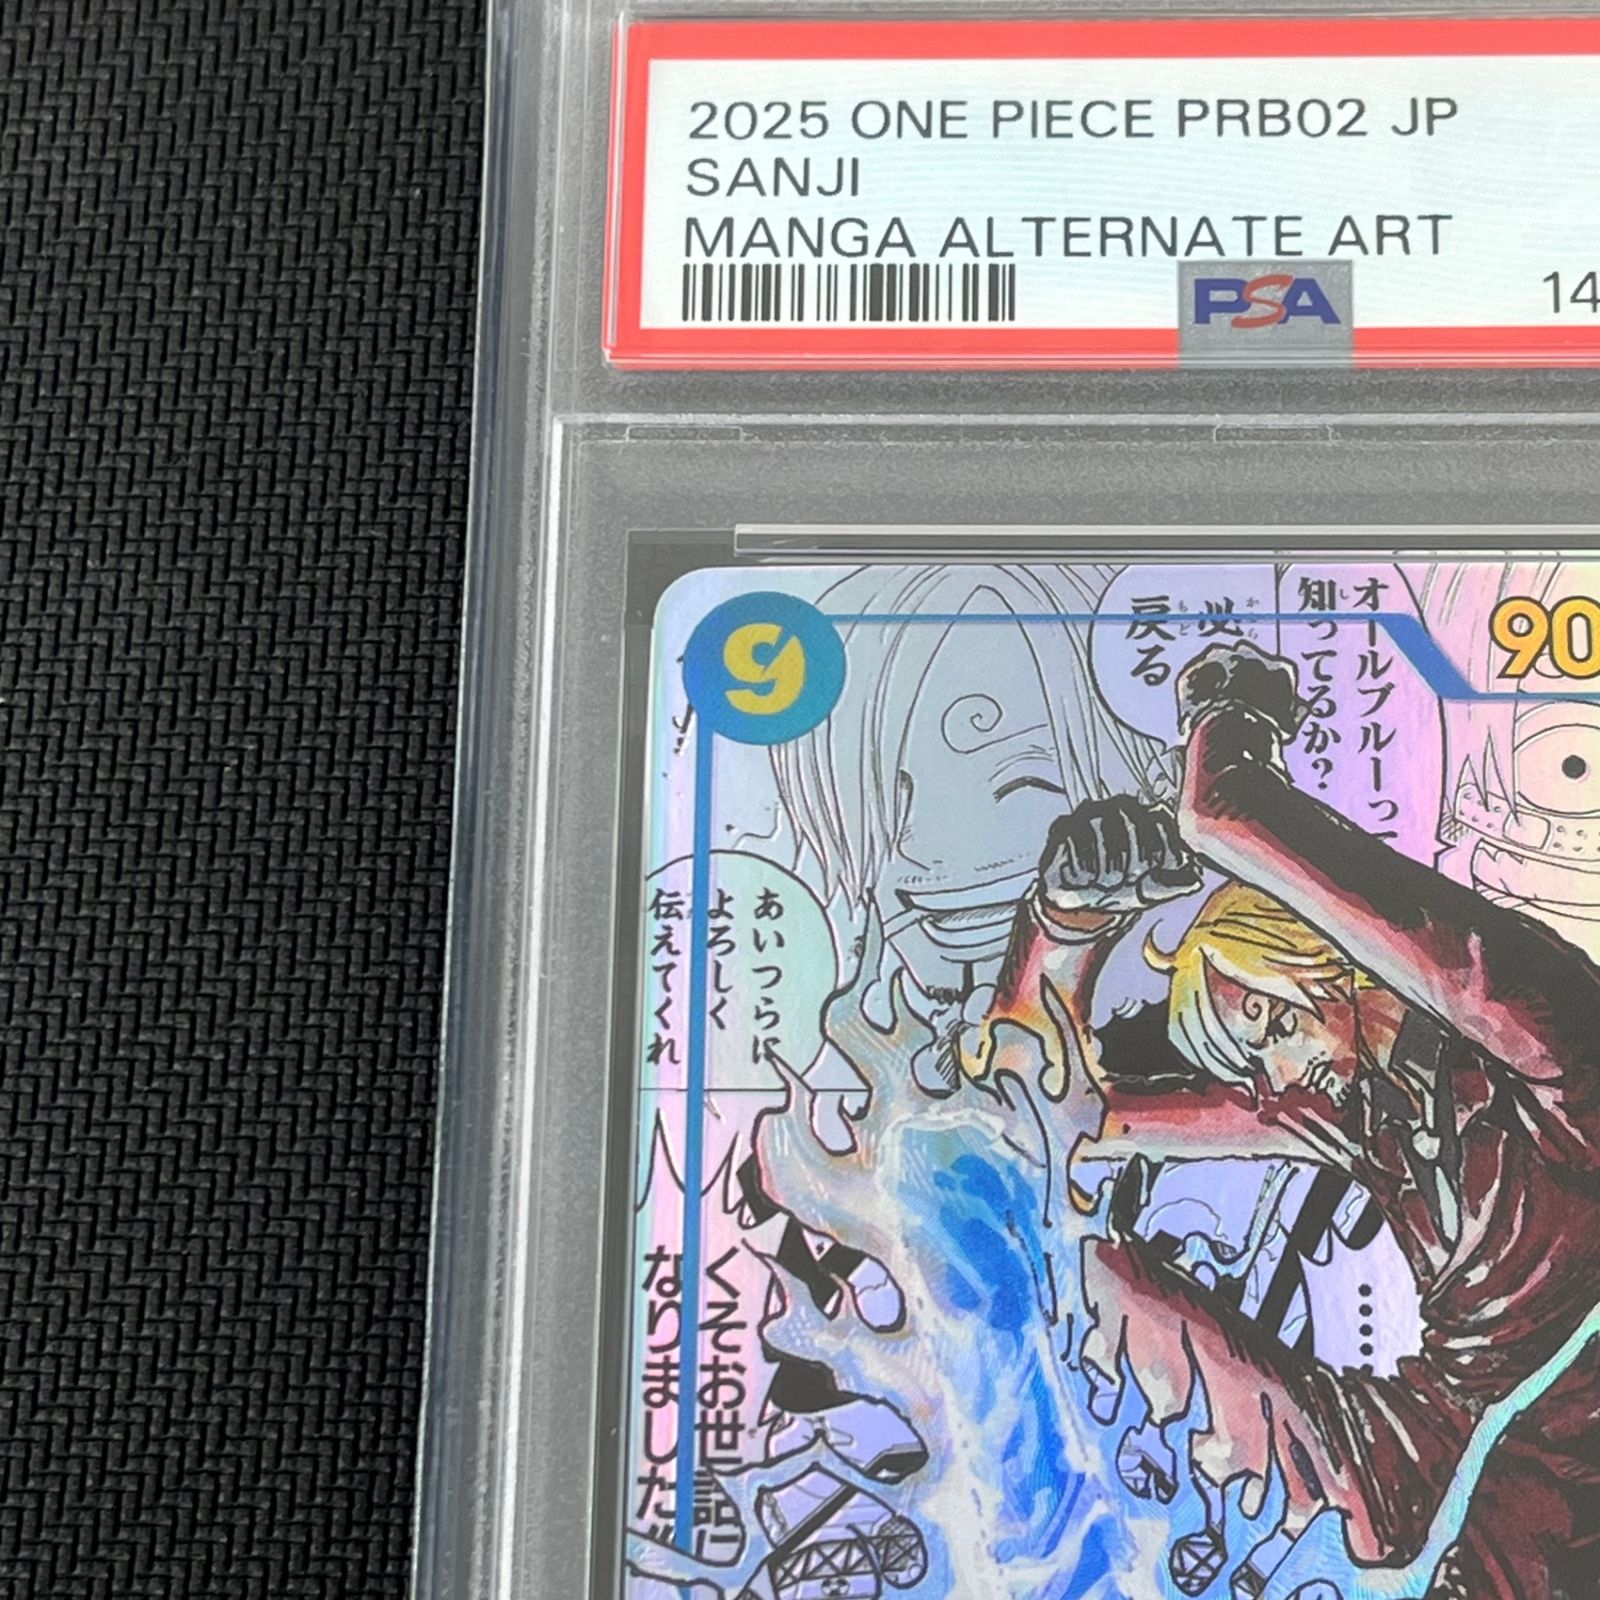 2025 ONE PIECE PRB02 JP
SANJI
MANGA ALTERNATE ART
PSA
14
9
90
オールブルーって
知ってるか？
必
戻る
あいつらに
よろしく
伝えてくれ
……
くそお世話に
なりました